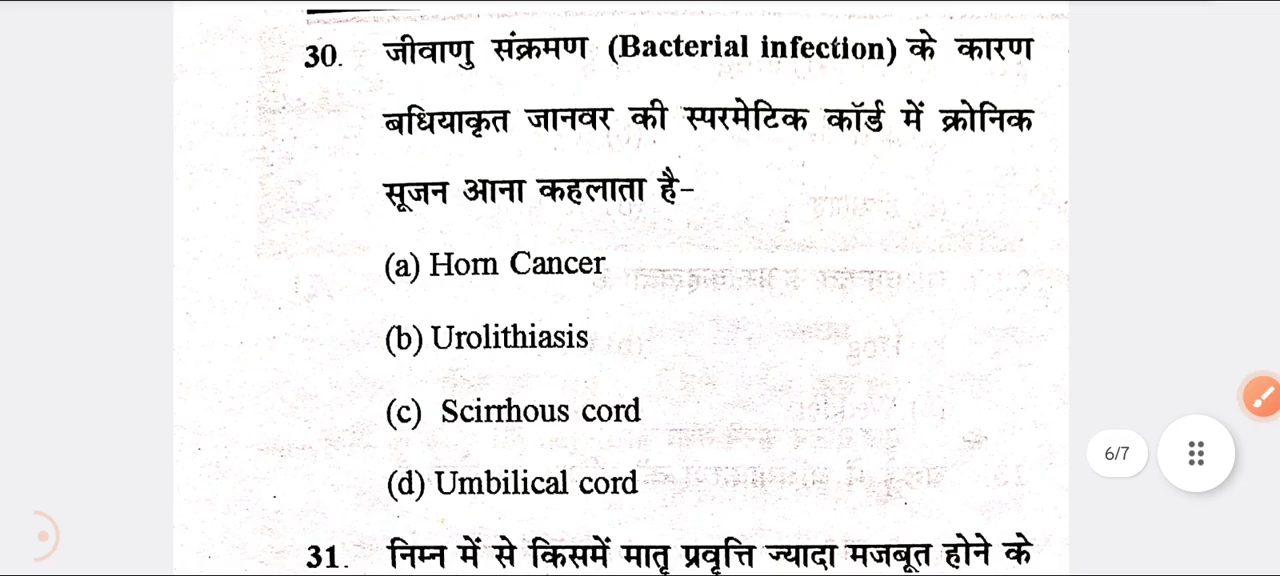 30. जीवाणु संक्रमण (Bacterial infection) के कारण
बधियाकृत जानवर की स्परमेटिक कॉर्ड में क्रोनिक
सूजन आना कहलाता है-
(a) Horn Cancer
(b) Urolithiasis
(c) Scirrhous cord
(d) Umbilical cord
6/7
31. निम्न में से किसमें मातृ प्रवृत्ति ज्यादा मजबूत होने के